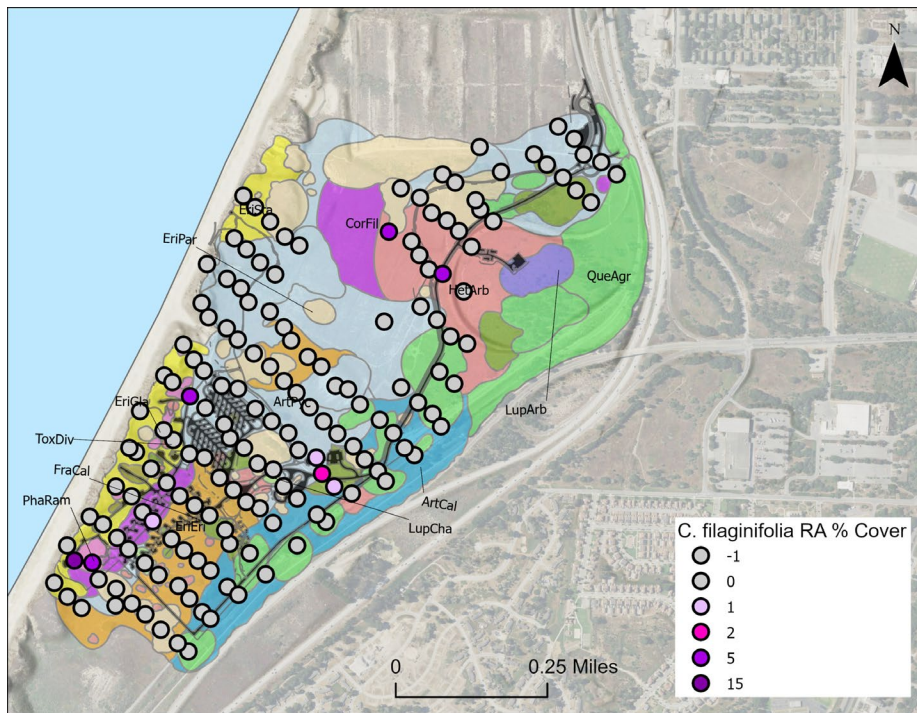 N
EriSta
CorFil
EriPar
QueAgr
HetArb
EriGla
ArtPyc
LupArb
ToxDiv
FraCal
PhaRam
ArtCal
EriEri
LupCha
C. filaginifolia RA % Cover
-1
0
1
2
5
15
0 0.25 Miles